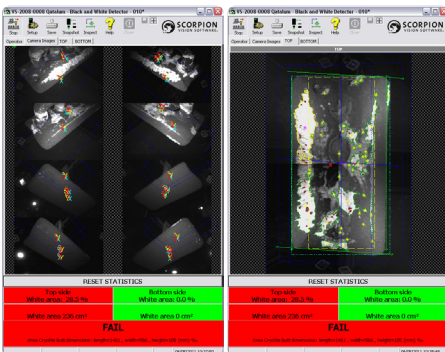 VS-2008-0008 Qatalum - Black and White Detector - 010*
Stop Setup Save Snapshot Inspect Help
SCORPION
VISION SOFTWARE.
Operator Camera Images TOP BOTTOM
RESET STATISTICS
Top side
White area: 28.5 %
Bottom side
White area: 0.0 %
White area 236 cm²
White area 0 cm²
FAIL
VS-2008-0008 Qatalum - Black and White Detector - 010*
Stop Setup Save Snapshot Inspect Help
SCORPION
VISION SOFTWARE.
Operator Camera Images TOP BOTTOM
TOP
RESET STATISTICS
Top side
White area: 28.5 %
Bottom side
White area: 0.0 %
White area 236 cm²
White area 0 cm²
FAIL